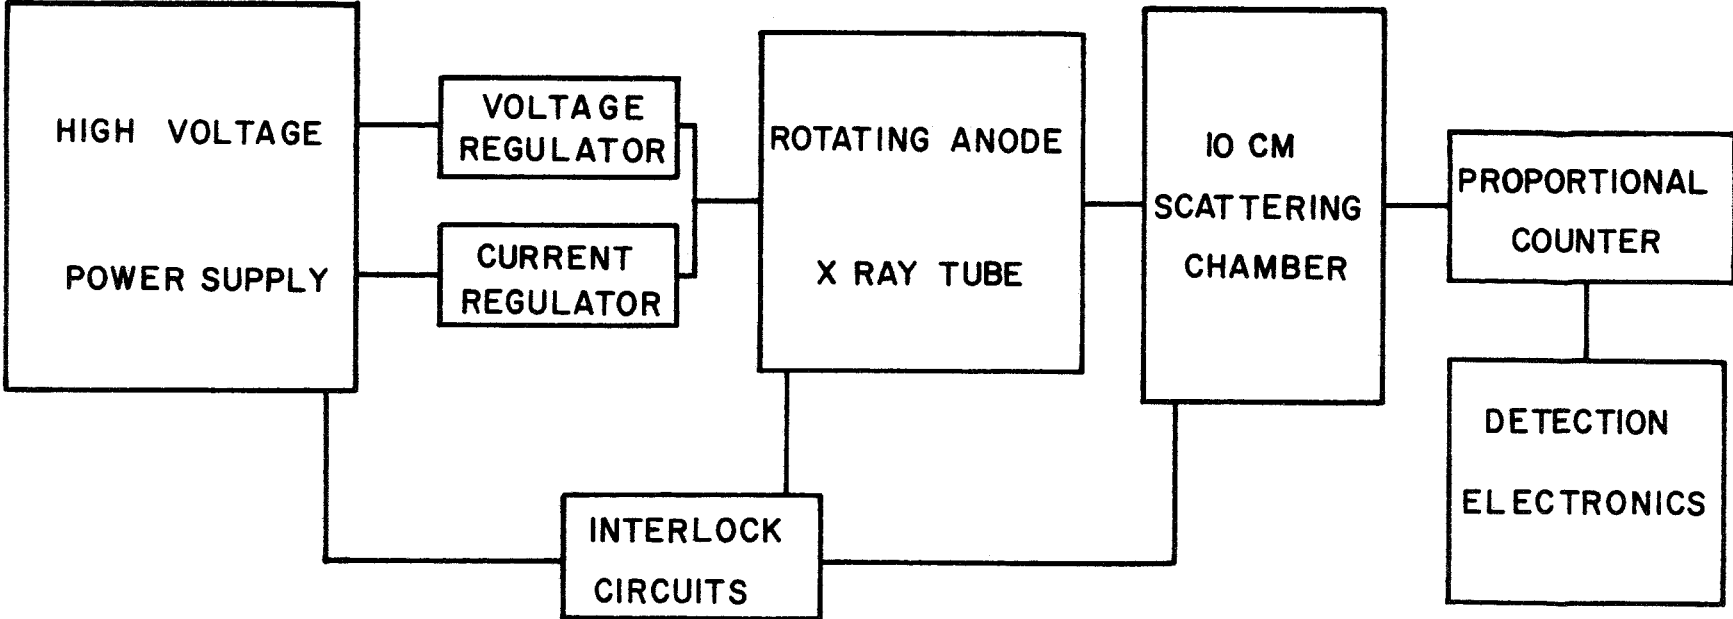 HIGH VOLTAGE
POWER SUPPLY
VOLTAGE
REGULATOR
CURRENT
REGULATOR
ROTATING ANODE
X RAY TUBE
10 CM
SCATTERING
CHAMBER
PROPORTIONAL
COUNTER
DETECTION
ELECTRONICS
INTERLOCK
CIRCUITS